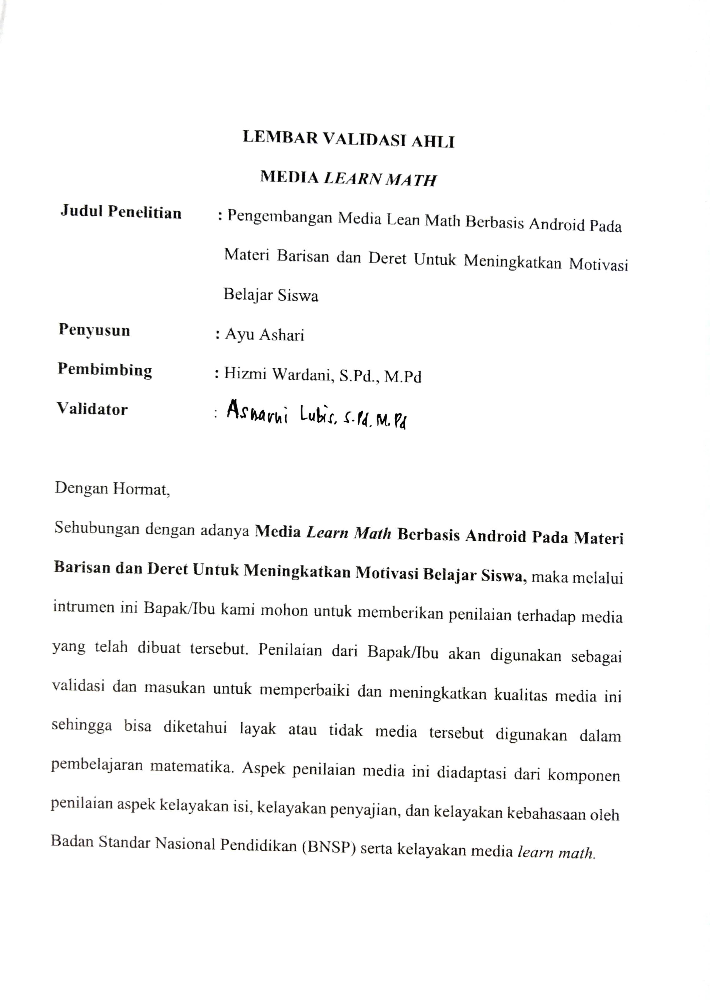 LEMBAR VALIDASI AHLI
MEDIA LEARN MATH
Judul Penelitian : Pengembangan Media Lean Math Berbasis Android Pada
Materi Barisan dan Deret Untuk Meningkatkan Motivasi
Belajar Siswa
Penyusun : Ayu Ashari
Pembimbing : Hizmi Wardani, S.Pd., M.Pd
Validator : Asnarni Lubis, S.Pd. M.Pd
Dengan Hormat,
Sehubungan dengan adanya Media Learn Math Berbasis Android Pada Materi
Barisan dan Deret Untuk Meningkatkan Motivasi Belajar Siswa, maka melalui
intrumen ini Bapak/Ibu kami mohon untuk memberikan penilaian terhadap media
yang telah dibuat tersebut. Penilaian dari Bapak/Ibu akan digunakan sebagai
validasi dan masukan untuk memperbaiki dan meningkatkan kualitas media ini
sehingga bisa diketahui layak atau tidak media tersebut digunakan dalam
pembelajaran matematika. Aspek penilaian media ini diadaptasi dari komponen
penilaian aspek kelayakan isi, kelayakan penyajian, dan kelayakan kebahasaan oleh
Badan Standar Nasional Pendidikan (BNSP) serta kelayakan media learn math.